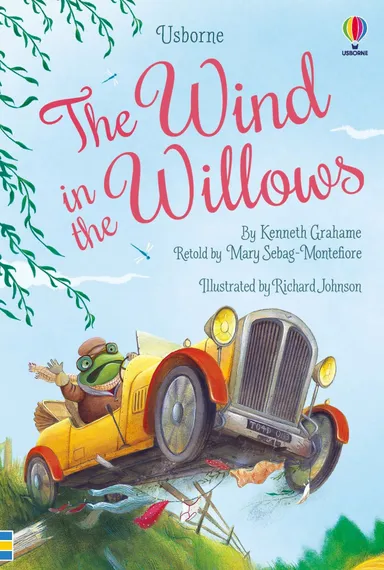 Usborne
USBORNE
The Wind
in the
Willows
By Kenneth Grahame
Retold by Mary Sebag-Montefiore
Illustrated by Richard Johnson